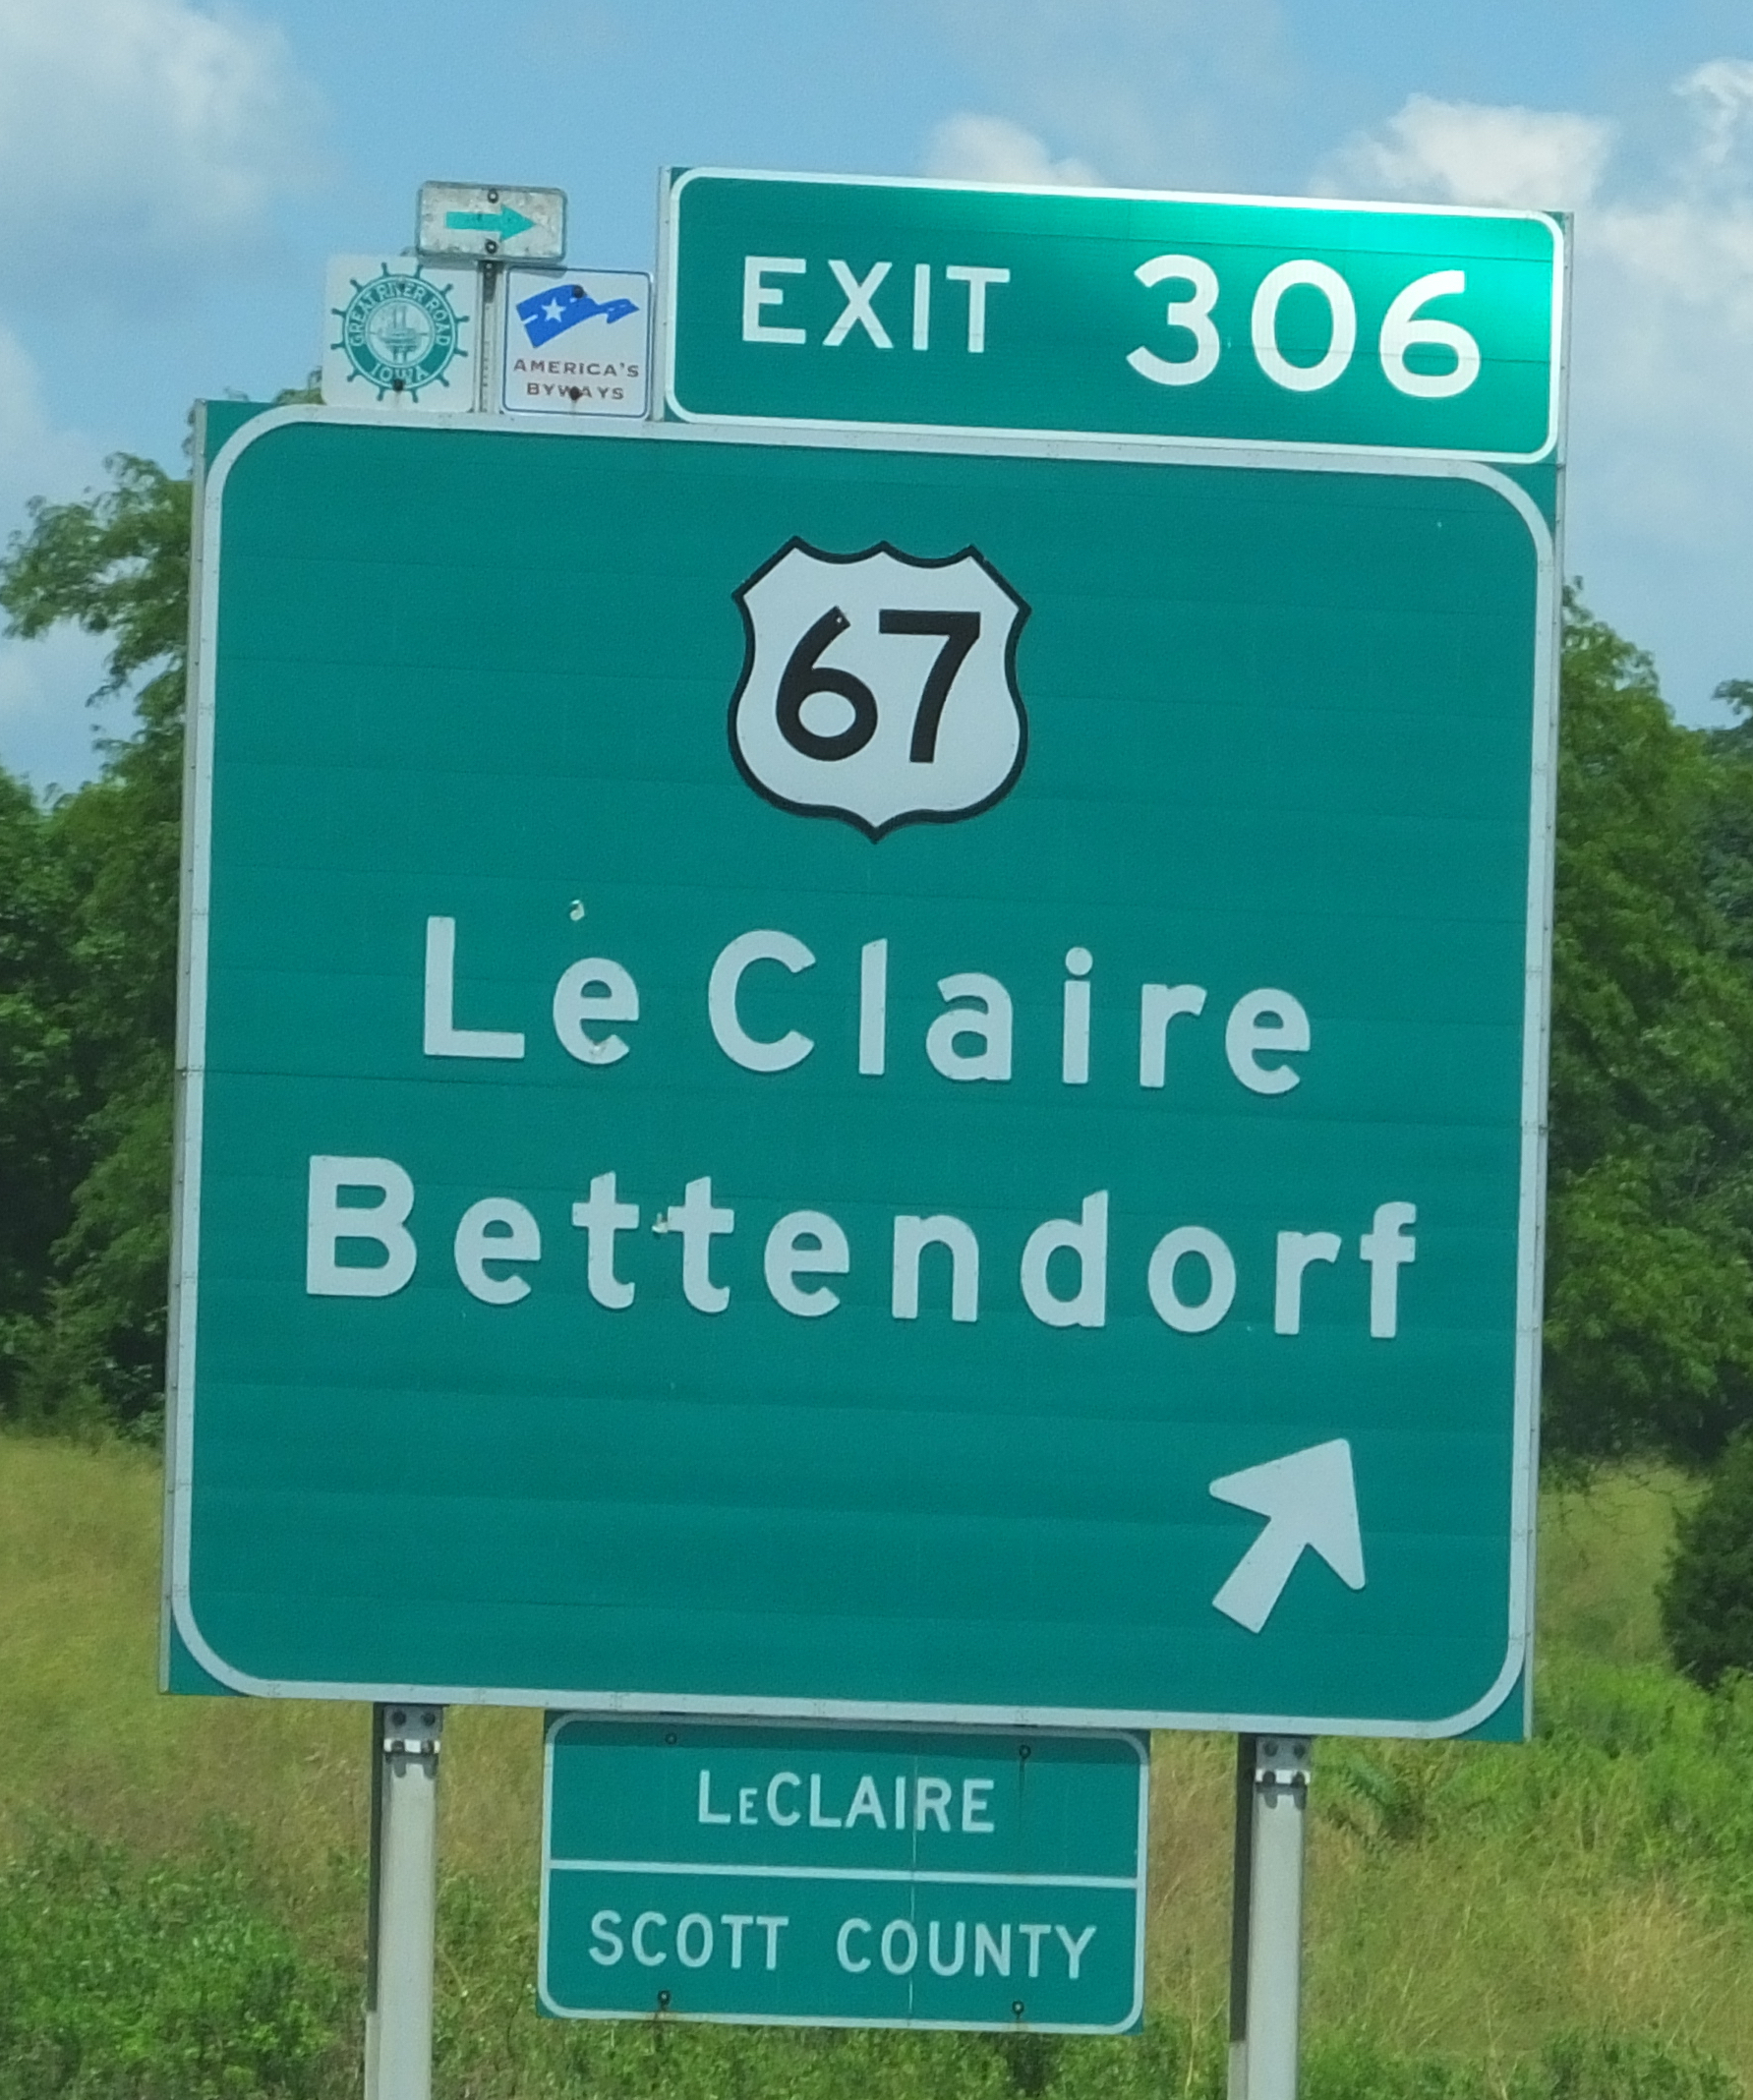 GREAT RIVER ROAD
IOWA
AMERICA'S
BYWAYS
EXIT 306
67
Le Claire
Bettendorf
LeCLAIRE
SCOTT COUNTY